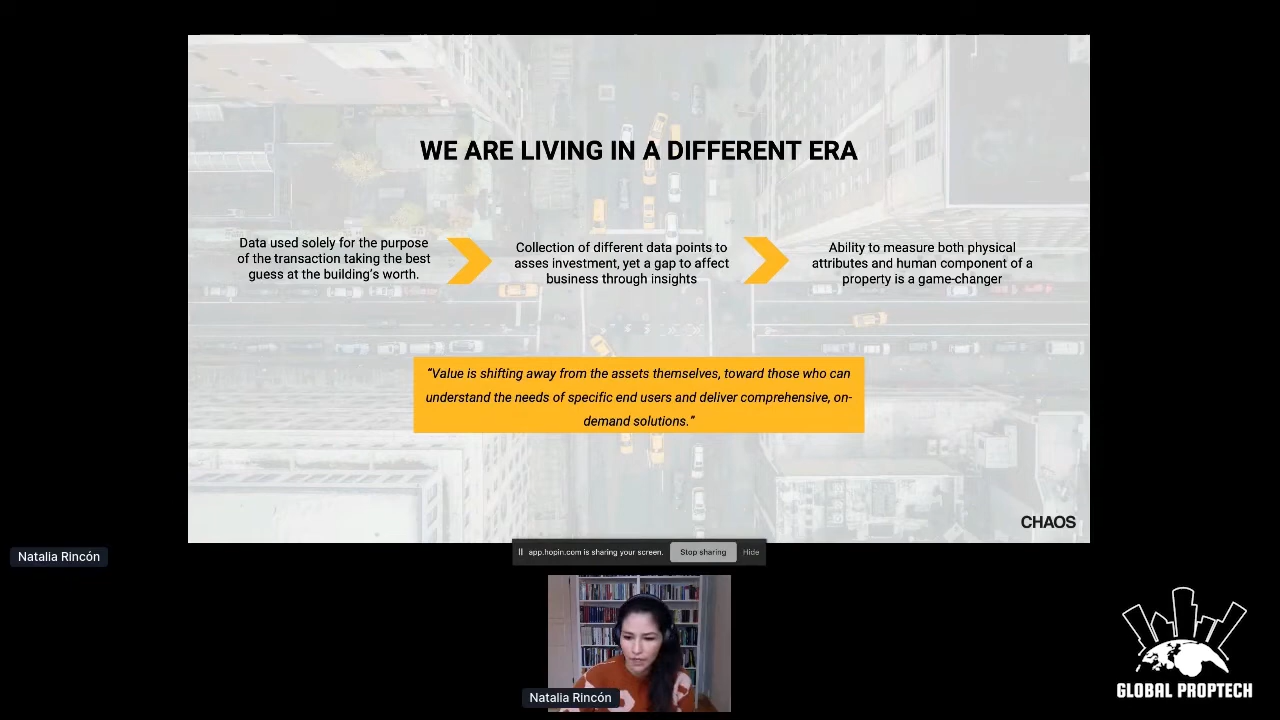 WE ARE LIVING IN A DIFFERENT ERA
Data used solely for the purpose
of the transaction taking the best
guess at the building's worth.
Collection of different data points to
asses investment, yet a gap to affect
business through insights
Ability to measure both physical
attributes and human component of a
property is a game-changer
“Value is shifting away from the assets themselves, toward those who can
understand the needs of specific end users and deliver comprehensive, on-
demand solutions.”
CHAOS
Natalia Rincón
app.hopin.com is sharing your screen.
Stop sharing
Hide
Natalia Rincón
GLOBAL PROPTECH